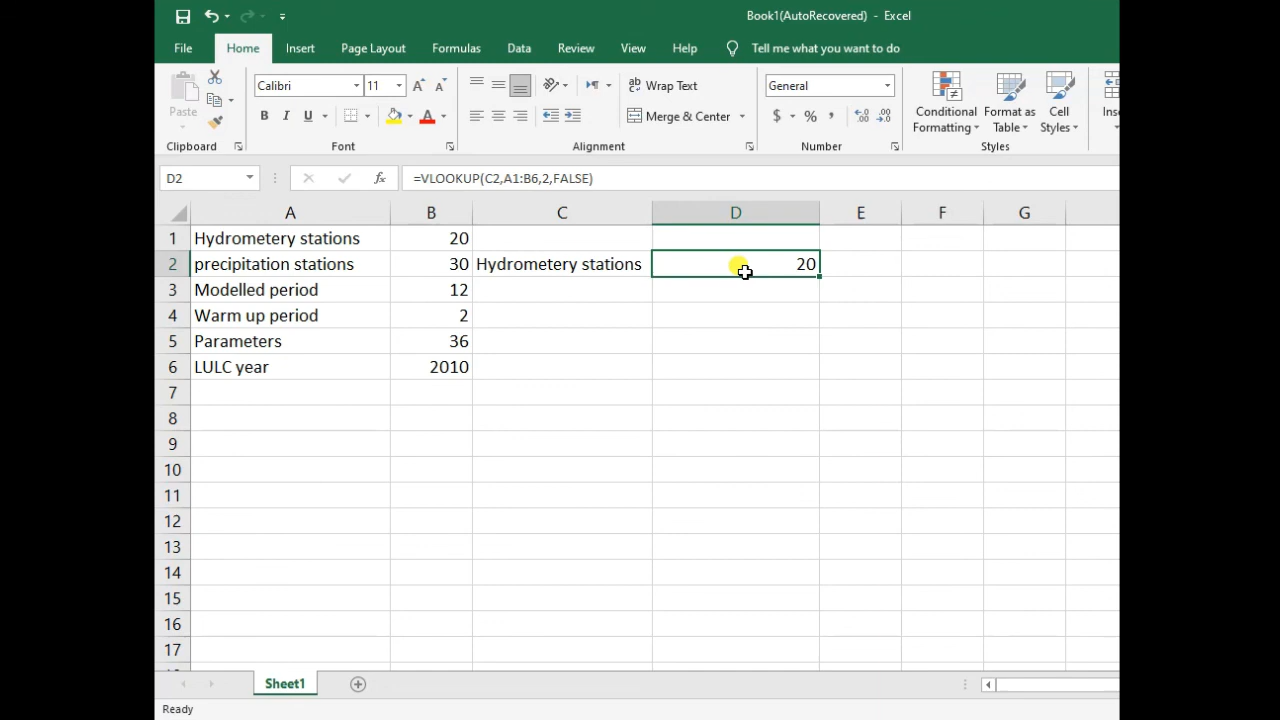 Book1(AutoRecovered) - Excel
File Home Insert Page Layout Formulas Data Review View Help Tell me what you want to do
Calibri 11 A A Wrap Text General
Paste B I U A Merge & Center $ % , Conditional Formatting Format as Table Cell Styles
Clipboard Font Alignment Number Styles
D2 fx =VLOOKUP(C2,A1:B6,2,FALSE)
A B C D E F G
1 Hydrometery stations 20
2 precipitation stations 30 Hydrometery stations 20
3 Modelled period 12
4 Warm up period 2
5 Parameters 36
6 LULC year 2010
7
8
9
10
11
12
13
14
15
16
17
Sheet1
Ready